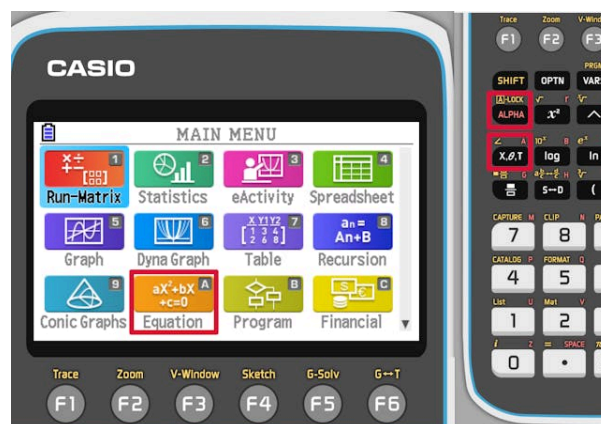 CASIO
MAIN MENU
1 2 3 4
Run-Matrix Statistics eActivity Spreadsheet
5 6 X Y1 Y2 7 an= 8
1 3 4 An+B
2 6 8
Graph Dyna Graph Table Recursion
9 aX²+bX A B $ C
+c=0
Conic Graphs Equation Program Financial
Trace Zoom V-Window Sketch G-Solv G↔T
F1 F2 F3 F4 F5 F6
Trace Zoom V-Wind
F1 F2 F3
PRGM
SHIFT OPTN VAR
A-LOCK √ r
ALPHA x² ^
∠ A 10ˣ B eˣ
X,θ,T log ln
G H
S↔D (
CAPTURE M CLIP N PA
7 8
CATALOG P FORMAT Q
4 5
List U Mat V
1 2
i Z = SPACE π
0 •